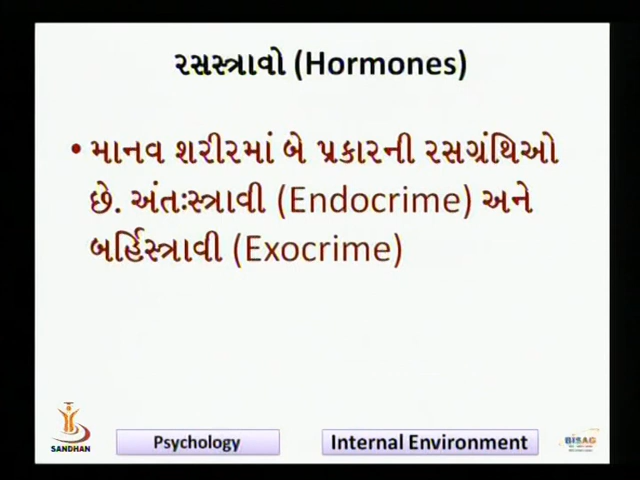 રસસ્ત્રાવો (Hormones)
• માનવ શરીરમાં બે પ્રકારની રસગ્રંથિઓ
છે. અંતઃસ્ત્રાવી (Endocrime) અને
બર્હિસ્ત્રાવી (Exocrime)
SANDHAN
Psychology
Internal Environment
BISAG